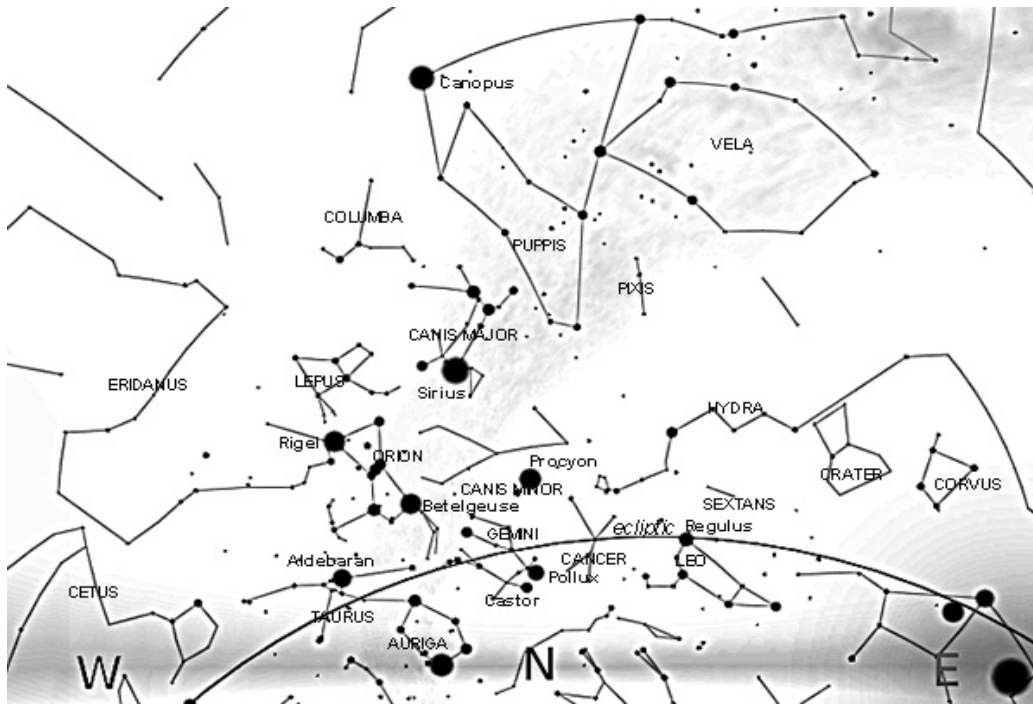 Canopus
VELA
COLUMBA
PUPPIS
PIXIS
CANIS MAJOR
ERIDANUS
LEPUS
Sirius
HYDRA
Rigel
ORION
Procyon
CRATER
CANIS MINOR
CORVUS
SEXTANS
Betelgeuse
ecliptic
Regulus
GEMINI
Aldebaran
CANCER
LEO
Pollux
CETUS
Castor
TAURUS
AURIGA
W
N
E